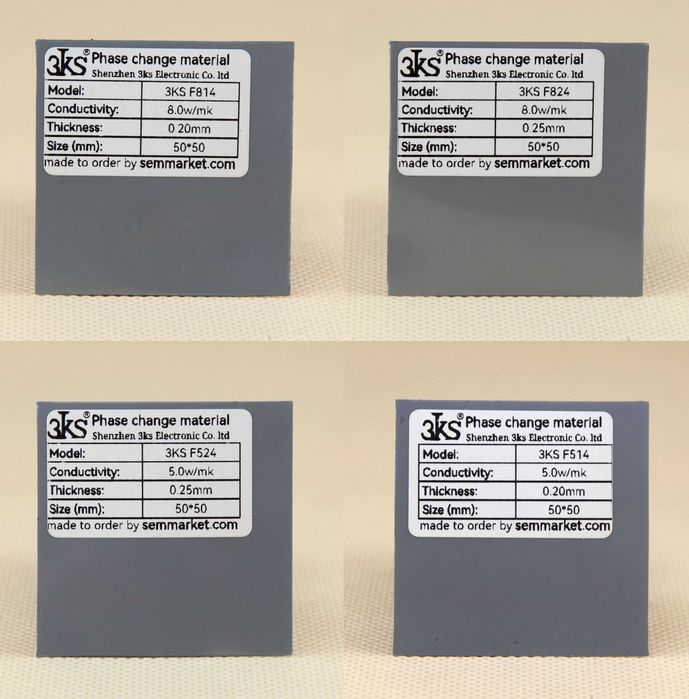 3KS® Phase change material
Shenzhen 3ks Electronic Co. ltd
Model: 3KS F814
Conductivity: 8.0w/mk
Thickness: 0.20mm
Size (mm): 50*50
made to order by semmarket.com
3KS® Phase change material
Shenzhen 3ks Electronic Co. ltd
Model: 3KS F824
Conductivity: 8.0w/mk
Thickness: 0.25mm
Size (mm): 50*50
made to order by semmarket.com
3KS® Phase change material
Shenzhen 3ks Electronic Co. ltd
Model: 3KS F524
Conductivity: 5.0w/mk
Thickness: 0.25mm
Size (mm): 50*50
made to order by semmarket.com
3KS® Phase change material
Shenzhen 3ks Electronic Co. ltd
Model: 3KS F514
Conductivity: 5.0w/mk
Thickness: 0.20mm
Size (mm): 50*50
made to order by semmarket.com